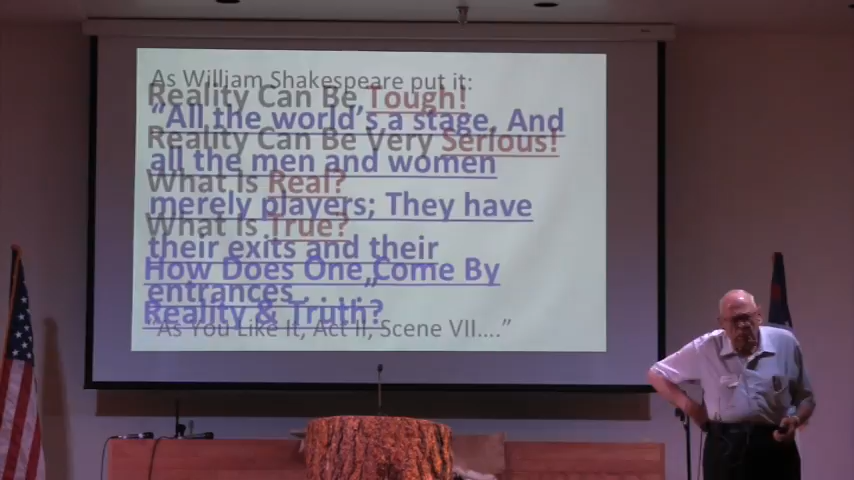 As William Shakespeare put it:
Reality Can Be Tough!
“All the world’s a stage, And
Reality Can Be Very Serious!
all the men and women
What Is Real?
merely players; They have
What Is True?
their exits and their
How Does One Come By
entrances....”
Reality & Truth?
“As You Like It, Act II, Scene VII....”